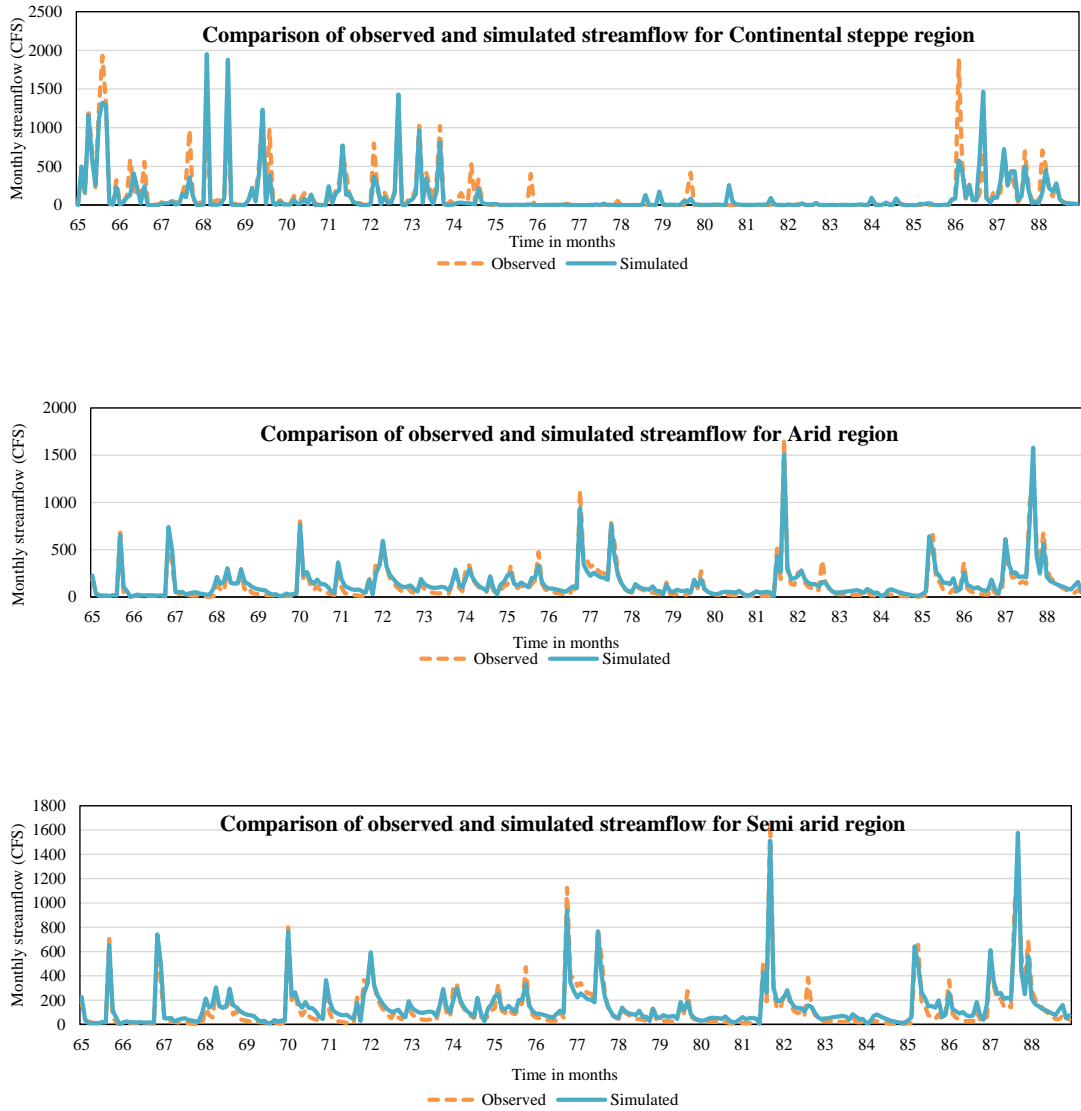 Comparison of observed and simulated streamflow for Continental steppe region
Monthly streamflow (CFS)
2500
2000
1500
1000
500
0
65 66 67 68 69 70 71 72 73 74 75 76 77 78 79 80 81 82 83 84 85 86 87 88
Time in months
Observed Simulated
Comparison of observed and simulated streamflow for Arid region
Monthly streamflow (CFS)
2000
1500
1000
500
0
65 66 67 68 69 70 71 72 73 74 75 76 77 78 79 80 81 82 83 84 85 86 87 88
Time in months
Observed Simulated
Comparison of observed and simulated streamflow for Semi arid region
Monthly streamflow (CFS)
1800
1600
1400
1200
1000
800
600
400
200
0
65 66 67 68 69 70 71 72 73 74 75 76 77 78 79 80 81 82 83 84 85 86 87 88
Time in months
Observed Simulated